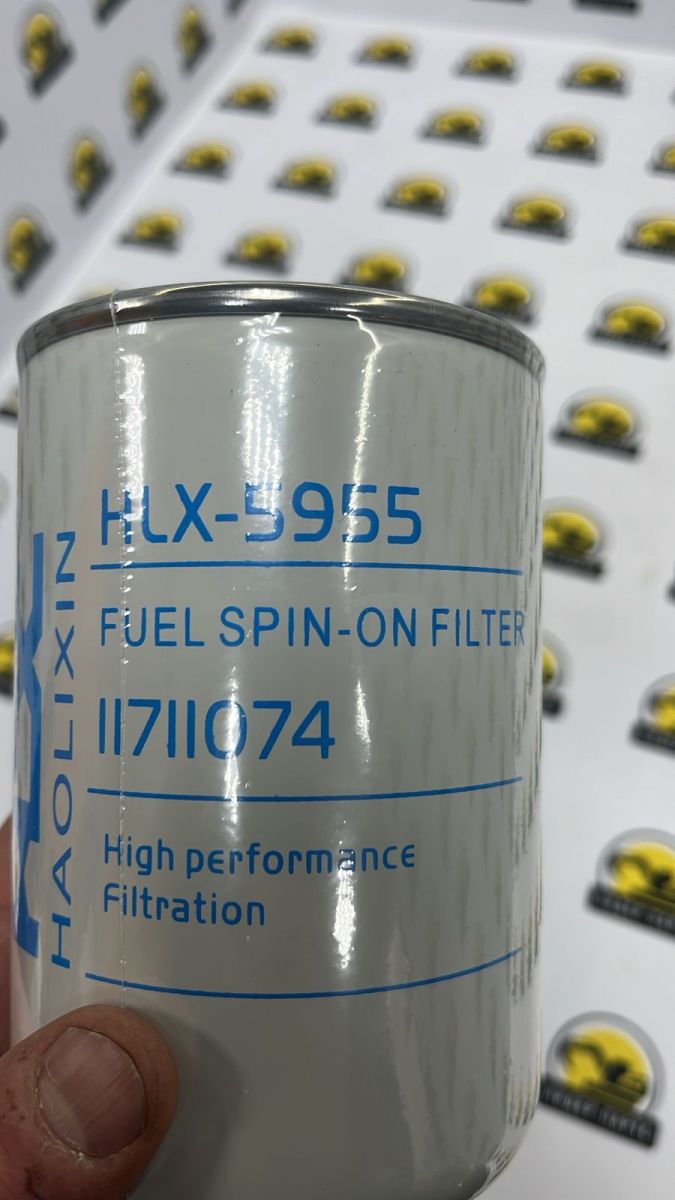 HLX-5955
FUEL SPIN-ON FILTER
11711074
High performance
Filtration
HAOLIXIN